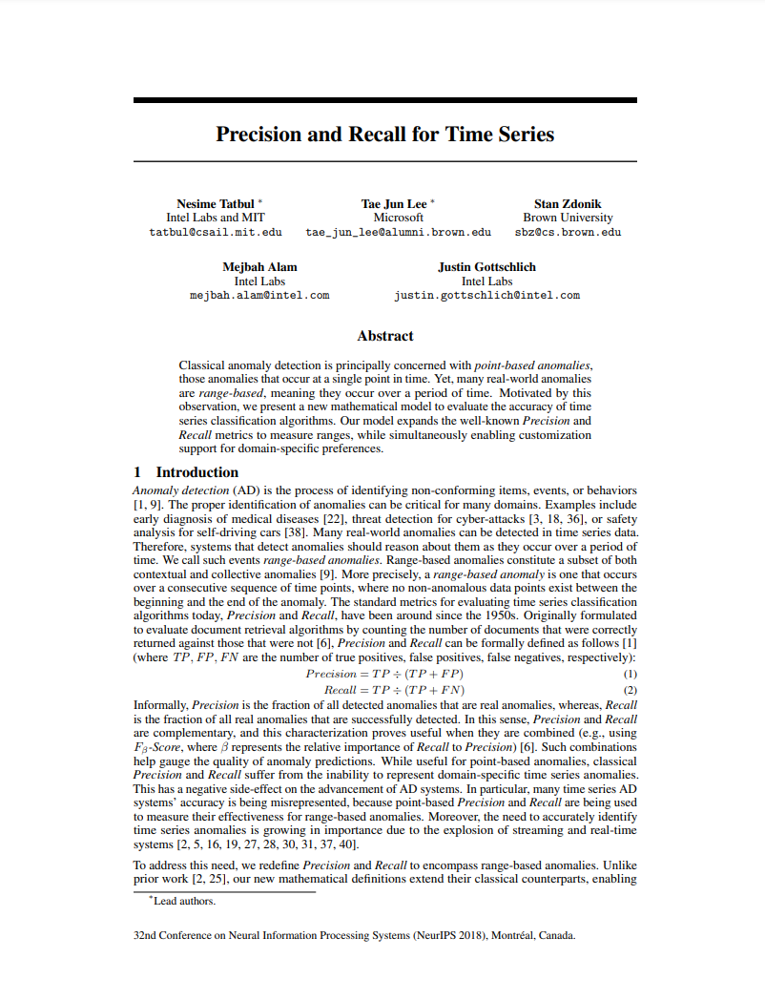 Precision and Recall for Time Series
Nesime Tatbul *
Intel Labs and MIT
tatbul@csail.mit.edu
Tae Jun Lee *
Microsoft
tae_jun_lee@alumni.brown.edu
Stan Zdonik
Brown University
sbz@cs.brown.edu
Mejbah Alam
Intel Labs
mejbah.alam@intel.com
Justin Gottschlich
Intel Labs
justin.gottschlich@intel.com
Abstract
Classical anomaly detection is principally concerned with point-based anomalies,
those anomalies that occur at a single point in time. Yet, many real-world anomalies
are range-based, meaning they occur over a period of time. Motivated by this
observation, we present a new mathematical model to evaluate the accuracy of time
series classification algorithms. Our model expands the well-known Precision and
Recall metrics to measure ranges, while simultaneously enabling customization
support for domain-specific preferences.
1 Introduction
Anomaly detection (AD) is the process of identifying non-conforming items, events, or behaviors
[1, 9]. The proper identification of anomalies can be critical for many domains. Examples include
early diagnosis of medical diseases [22], threat detection for cyber-attacks [3, 18, 36], or safety
analysis for self-driving cars [38]. Many real-world anomalies can be detected in time series data.
Therefore, systems that detect anomalies should reason about them as they occur over a period of
time. We call such events range-based anomalies. Range-based anomalies constitute a subset of both
contextual and collective anomalies [9]. More precisely, a range-based anomaly is one that occurs
over a consecutive sequence of time points, where no non-anomalous data points exist between the
beginning and the end of the anomaly. The standard metrics for evaluating time series classification
algorithms today, Precision and Recall, have been around since the 1950s. Originally formulated
to evaluate document retrieval algorithms by counting the number of documents that were correctly
returned against those that were not [6], Precision and Recall can be formally defined as follows [1]
(where TP, FP, FN are the number of true positives, false positives, false negatives, respectively):
Precision = TP ÷ (TP + FP) (1)
Recall = TP ÷ (TP + FN) (2)
Informally, Precision is the fraction of all detected anomalies that are real anomalies, whereas, Recall
is the fraction of all real anomalies that are successfully detected. In this sense, Precision and Recall
are complementary, and this characterization proves useful when they are combined (e.g., using
Fβ-Score, where β represents the relative importance of Recall to Precision) [6]. Such combinations
help gauge the quality of anomaly predictions. While useful for point-based anomalies, classical
Precision and Recall suffer from the inability to represent domain-specific time series anomalies.
This has a negative side-effect on the advancement of AD systems. In particular, many time series AD
systems' accuracy is being misrepresented, because point-based Precision and Recall are being used
to measure their effectiveness for range-based anomalies. Moreover, the need to accurately identify
time series anomalies is growing in importance due to the explosion of streaming and real-time
systems [2, 5, 16, 19, 27, 28, 30, 31, 37, 40].
To address this need, we redefine Precision and Recall to encompass range-based anomalies. Unlike
prior work [2, 25], our new mathematical definitions extend their classical counterparts, enabling
*Lead authors.
32nd Conference on Neural Information Processing Systems (NeurIPS 2018), Montréal, Canada.